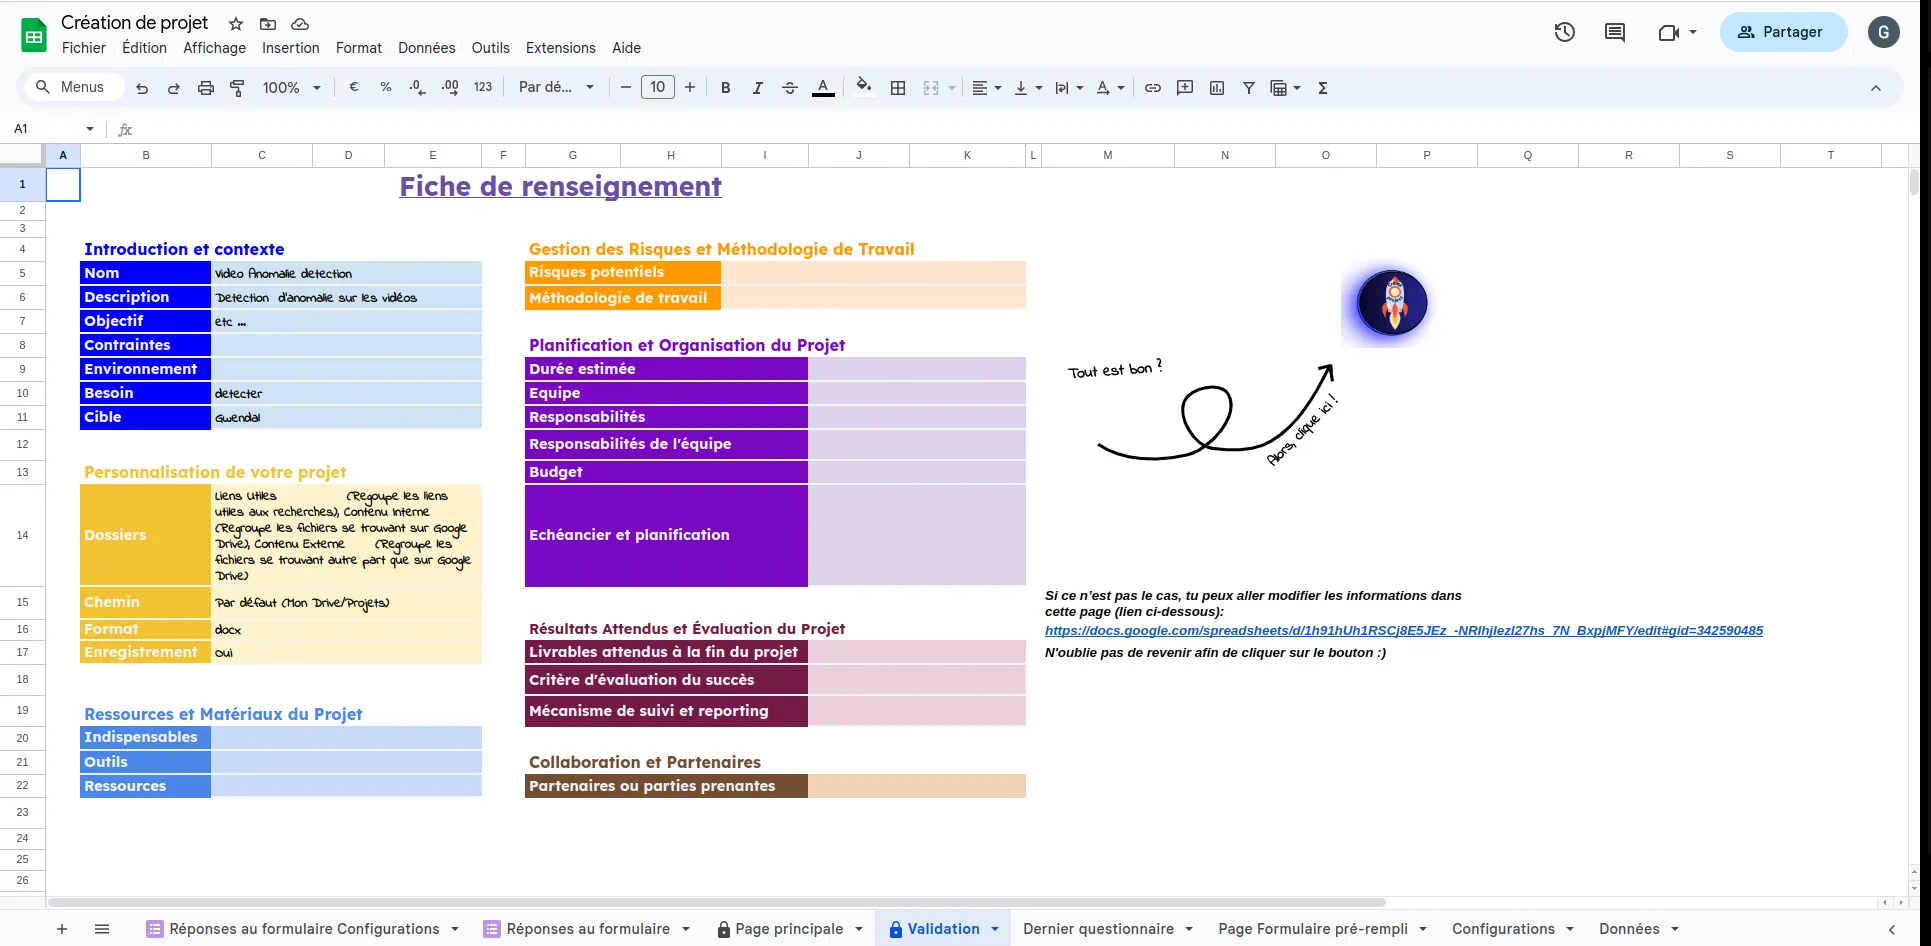 Création de projet
Fichier Édition Affichage Insertion Format Données Outils Extensions Aide
Partager
G
Menus 100% € % .0 .00 123 Par dé... 10 B I A Σ
A1 fx
A B C D E F G H I J K L M N O P Q R S T
1 Fiche de renseignement
2
3
4 Introduction et contexte Gestion des Risques et Méthodologie de Travail
5 Nom Video Anomalie detection Risques potentiels
6 Description Detection d'anomalie sur les vidéos Méthodologie de travail
7 Objectif etc ...
8 Contraintes Planification et Organisation du Projet
9 Environnement Durée estimée
Tout est bon ?
10 Besoin detecter Equipe
11 Cible Gwendal Responsabilités
Alors, clique ici !
12 Responsabilités de l'équipe
13 Personnalisation de votre projet Budget
14 Dossiers Liens Utiles (Regoupe les liens
utiles aux recherches), Contenu Interne
(Regroupe les fichiers se trouvant sur Google
Drive), Contenu Externe (Regroupe les
fichiers se trouvant autre part que sur Google
Drive)
Echéancier et planification
15 Chemin Par défaut (Mon Drive/Projets)
Si ce n'est pas le cas, tu peux aller modifier les informations dans
cette page (lien ci-dessous):
16 Format docx Résultats Attendus et Évaluation du Projet
https://docs.google.com/spreadsheets/d/1h91hUh1RSCj8E5JEz_-NRIhjIezI27hs_7N_BxpjMFY/edit#gid=342590485
17 Enregistrement Oui Livrables attendus à la fin du projet N'oublie pas de revenir afin de cliquer sur le bouton :)
18 Critère d'évaluation du succès
19 Ressources et Matériaux du Projet Mécanisme de suivi et reporting
20 Indispensables
21 Outils Collaboration et Partenaires
22 Ressources Partenaires ou parties prenantes
23
24
25
26
Réponses au formulaire Configurations Réponses au formulaire Page principale Validation Dernier questionnaire Page Formulaire pré-rempli Configurations Données